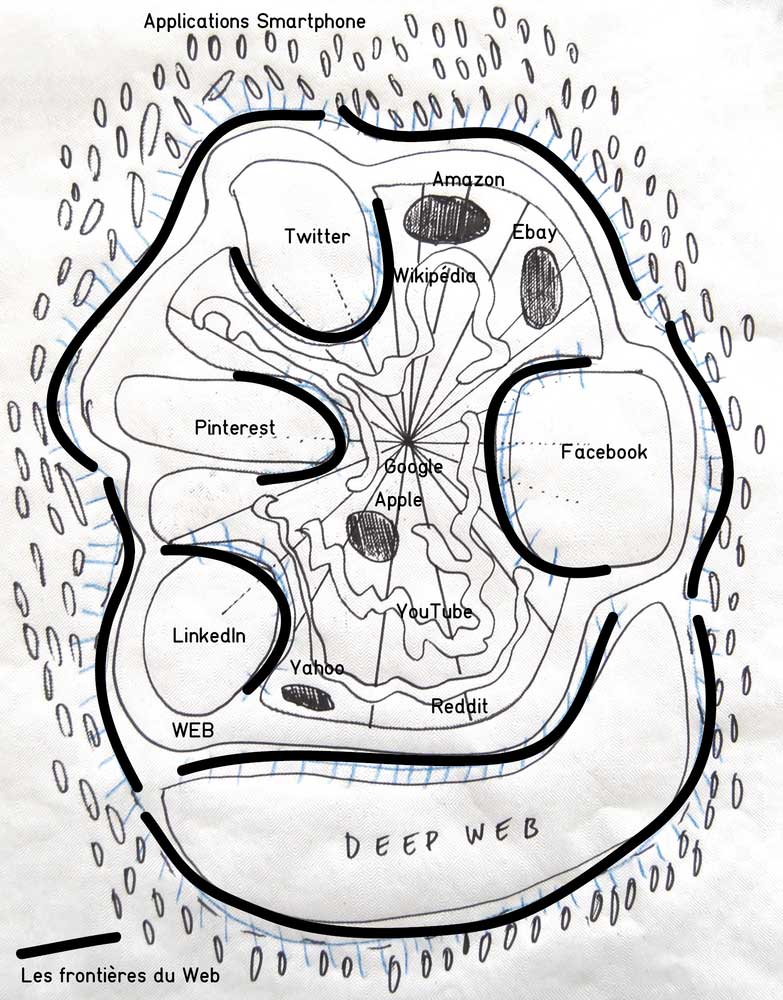 Applications Smartphone
Amazon
Twitter
Ebay
Wikipédia
Pinterest
Facebook
Google
Apple
YouTube
LinkedIn
Yahoo
Reddit
WEB
DEEP WEB
Les frontières du Web